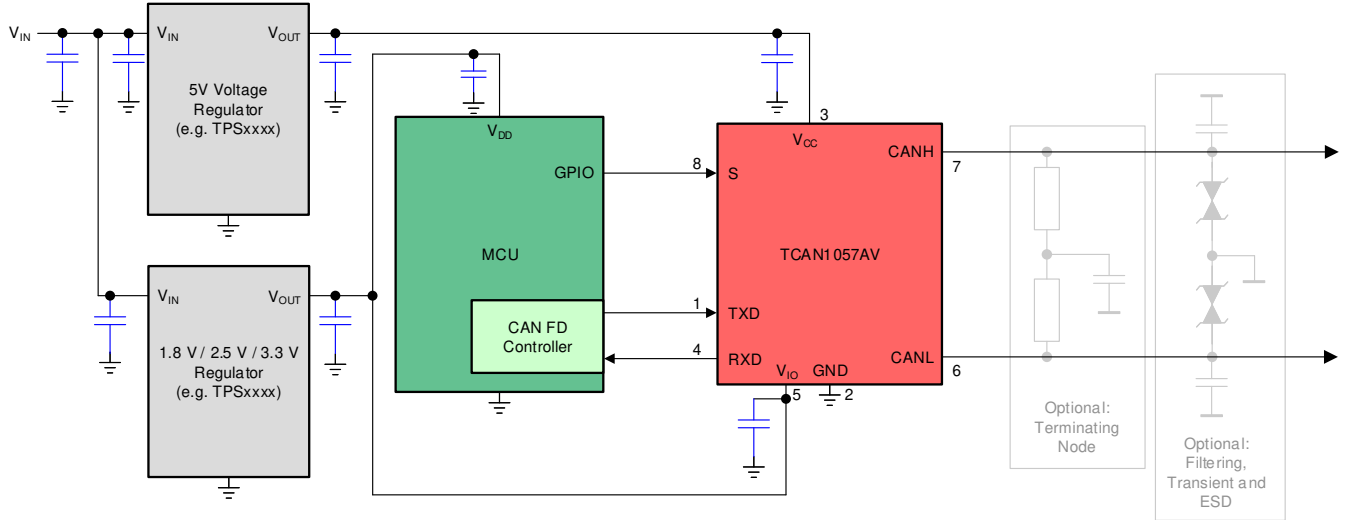 VIN
VIN
VOUT
5V Voltage
Regulator
(e.g. TPSxxxx)
VIN
VOUT
1.8 V / 2.5 V / 3.3 V
Regulator
(e.g. TPSxxxx)
VDD
GPIO
MCU
CAN FD
Controller
8
1
4
3
VCC
S
TCAN1057AV
TXD
RXD
VIO
GND
5
2
CANH
7
CANL
6
Optional:
Terminating
Node
Optional:
Filtering,
Transient and
ESD